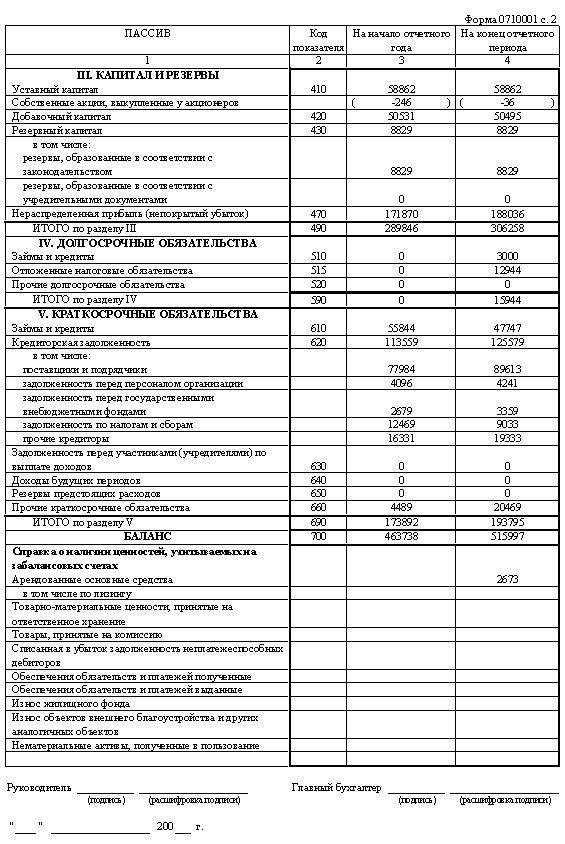 Форма 0710001 с. 2
ПАССИВ Код показателя На начало отчетного года На конец отчетного периода
1 2 3 4
III. КАПИТАЛ И РЕЗЕРВЫ
Уставный капитал 410 58862 58862
Собственные акции, выкупленные у акционеров ( -246 ) ( -36 )
Добавочный капитал 420 50531 50495
Резервный капитал 430 8829 8829
в том числе:
резервы, образованные в соответствии с
законодательством 8829 8829
резервы, образованные в соответствии с
учредительными документами 0 0
Нераспределенная прибыль (непокрытый убыток) 470 171870 188036
ИТОГО по разделу III 490 289846 306258
IV. ДОЛГОСРОЧНЫЕ ОБЯЗАТЕЛЬСТВА
Займы и кредиты 510 0 3000
Отложенные налоговые обязательства 515 0 12944
Прочие долгосрочные обязательства 520 0 0
ИТОГО по разделу IV 590 0 15944
V. КРАТКОСРОЧНЫЕ ОБЯЗАТЕЛЬСТВА
Займы и кредиты 610 55844 47747
Кредиторская задолженность 620 113559 125579
в том числе:
поставщики и подрядчики 77984 89613
задолженность перед персоналом организации 4096 4241
задолженность перед государственными
внебюджетными фондами 2679 3359
задолженность по налогам и сборам 12469 9033
прочие кредиторы 16331 19333
Задолженность перед участниками (учредителями) по
выплате доходов 630 0 0
Доходы будущих периодов 640 0 0
Резервы предстоящих расходов 650 0 0
Прочие краткосрочные обязательства 660 4489 20469
ИТОГО по разделу V 690 173892 193795
БАЛАНС 700 463738 515997
Справка о наличии ценностей, учитываемых на
забалансовых счетах
Арендованные основные средства 2673
в том числе по лизингу
Товарно-материальные ценности, принятые на
ответственное хранение
Товары, принятые на комиссию
Списанная в убыток задолженность неплатежеспособных
дебиторов
Обеспечения обязательств и платежей полученные
Обеспечения обязательств и платежей выданные
Износ жилищного фонда
Износ объектов внешнего благоустройства и других
аналогичных объектов
Нематериальные активы, полученные в пользование
Руководитель Главный бухгалтер
(подпись) (расшифровка подписи) (подпись) (расшифровка подписи)
"____" ____________________ 200___ г.